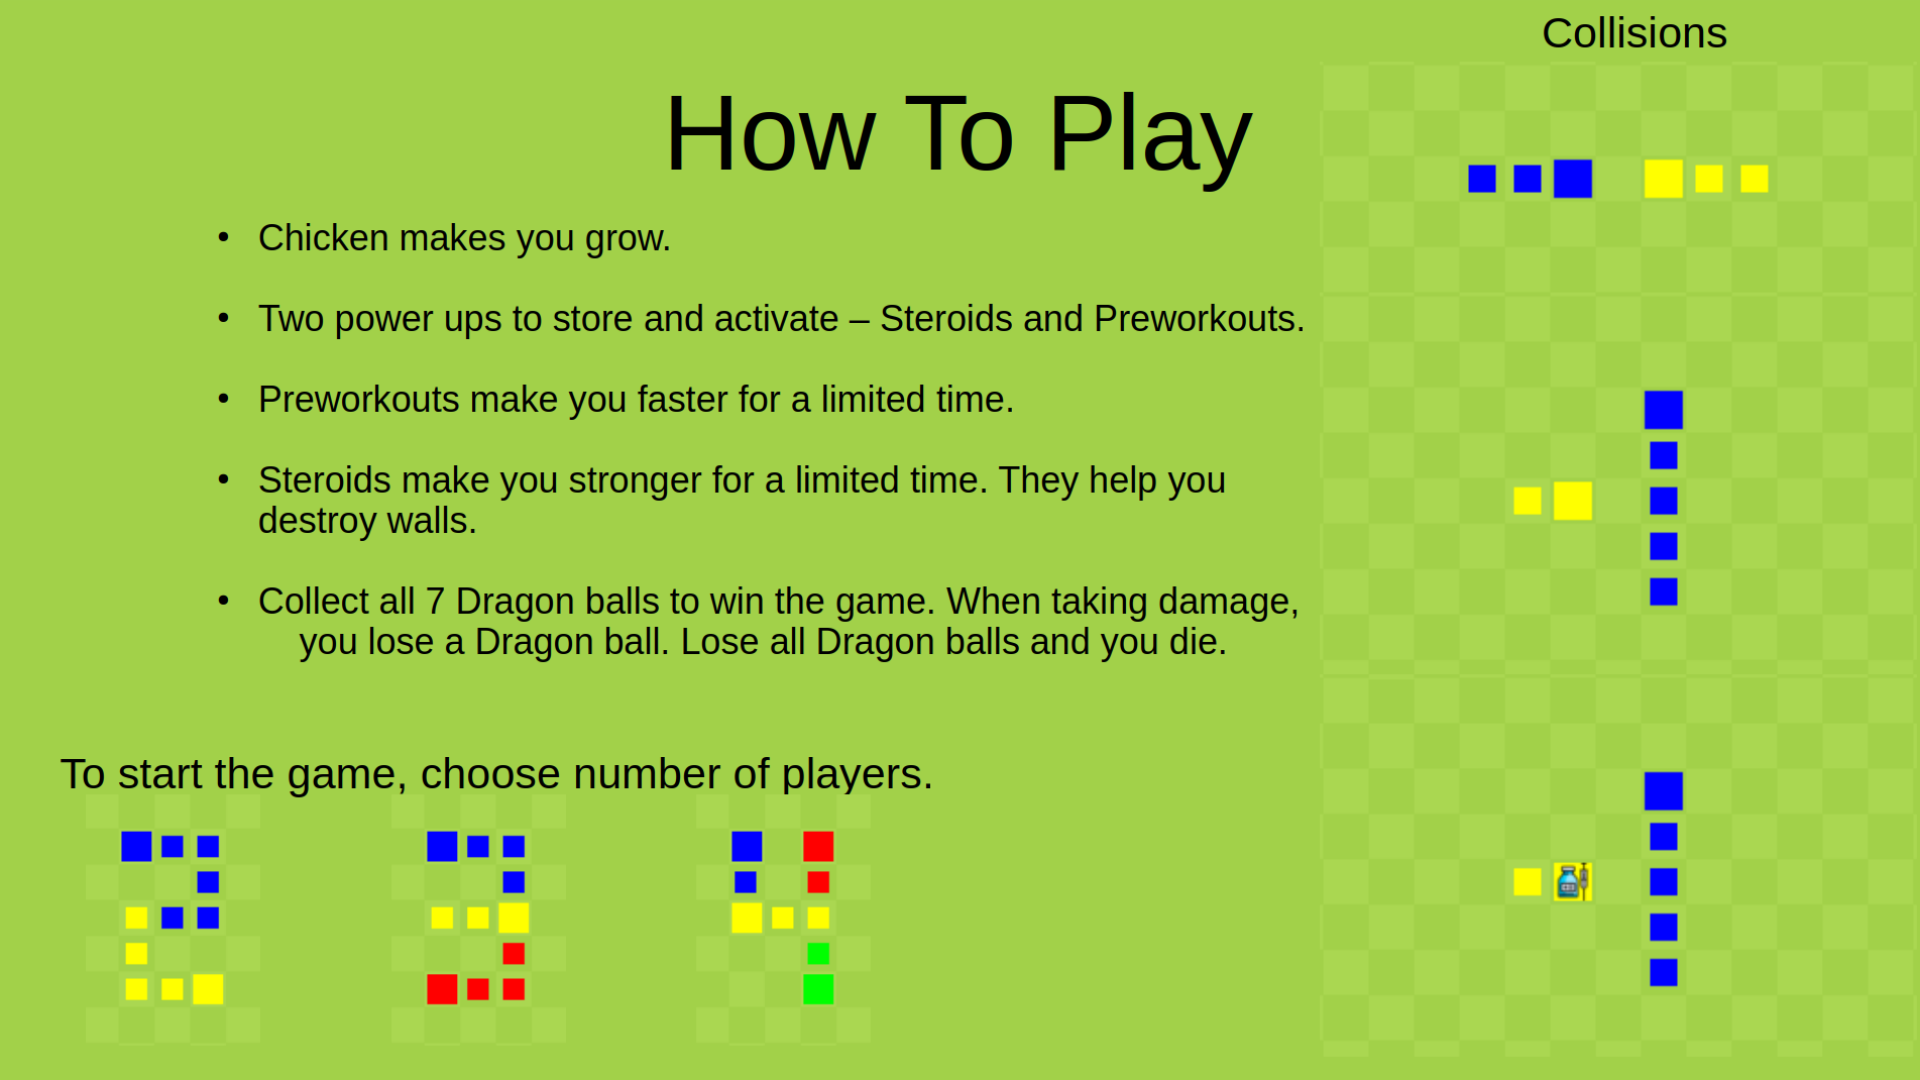 Collisions
How To Play
• Chicken makes you grow.
• Two power ups to store and activate – Steroids and Preworkouts.
• Preworkouts make you faster for a limited time.
• Steroids make you stronger for a limited time. They help you
destroy walls.
• Collect all 7 Dragon balls to win the game. When taking damage,
you lose a Dragon ball. Lose all Dragon balls and you die.
To start the game, choose number of players.
2 3 4